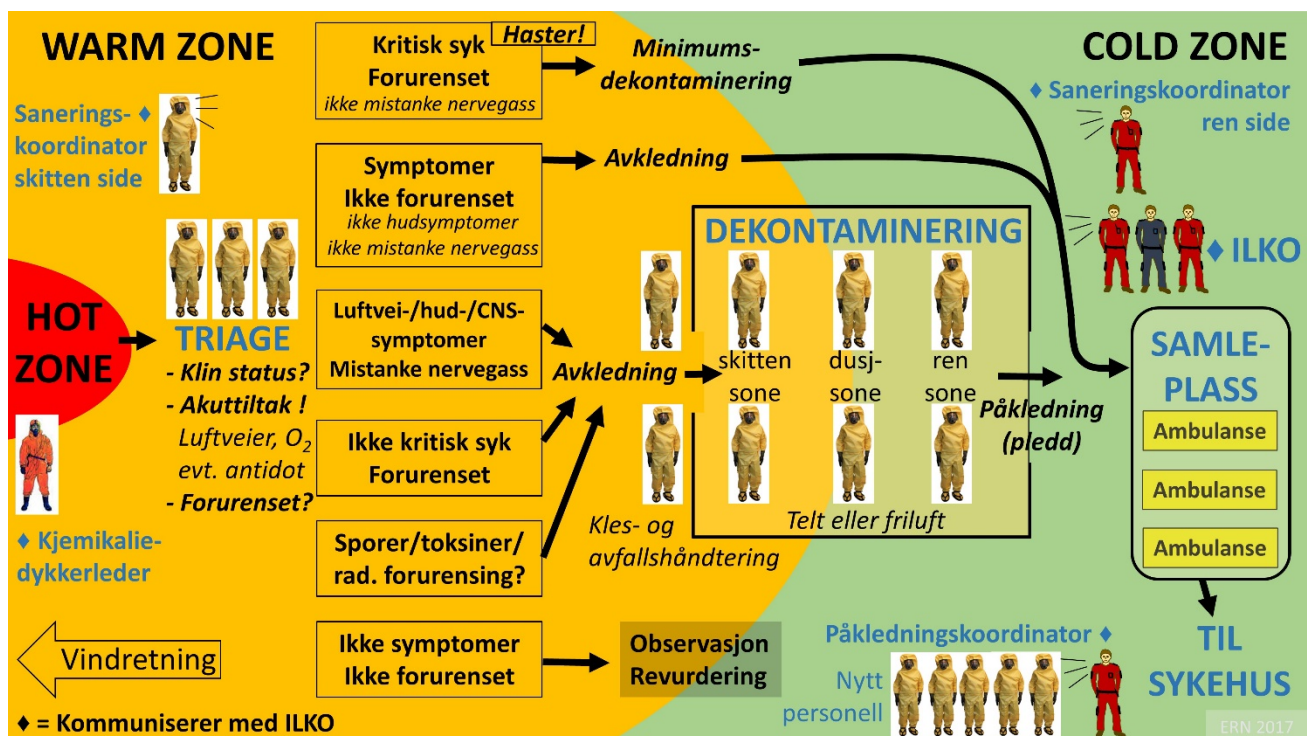 WARM ZONE
Sanerings- ♦
koordinator
skitten side
HOT
ZONE
♦ Kjemikalie-
dykkerleder
TRIAGE
- Klin status?
- Akuttiltak !
Luftveier, O₂
evt. antidot
- Forurenset?
Haster!
Kritisk syk
Forurenset
ikke mistanke nervegass
Minimums-
dekontaminering
Symptomer
Ikke forurenset
ikke hudsymptomer
ikke mistanke nervegass
Avkledning
Luftvei-/hud-/CNS-
symptomer
Mistanke nervegass
Ikke kritisk syk
Forurenset
Sporer/toksiner/
rad. forurensing?
Avkledning
Kles- og
avfallshåndtering
DEKONTAMINERING
skitten
sone
dusj-
sone
ren
sone
Telt eller friluft
Påkledning
(pledd)
Ikke symptomer
Ikke forurenset
Observasjon
Revurdering
Vindretning
♦ = Kommuniserer med ILKO
COLD ZONE
♦ Saneringskoordinator
ren side
♦ ILKO
SAMLE-
PLASS
Ambulanse
Ambulanse
Ambulanse
TIL
SYKEHUS
Påkledningskoordinator ♦
Nytt
personell
ERN 2017